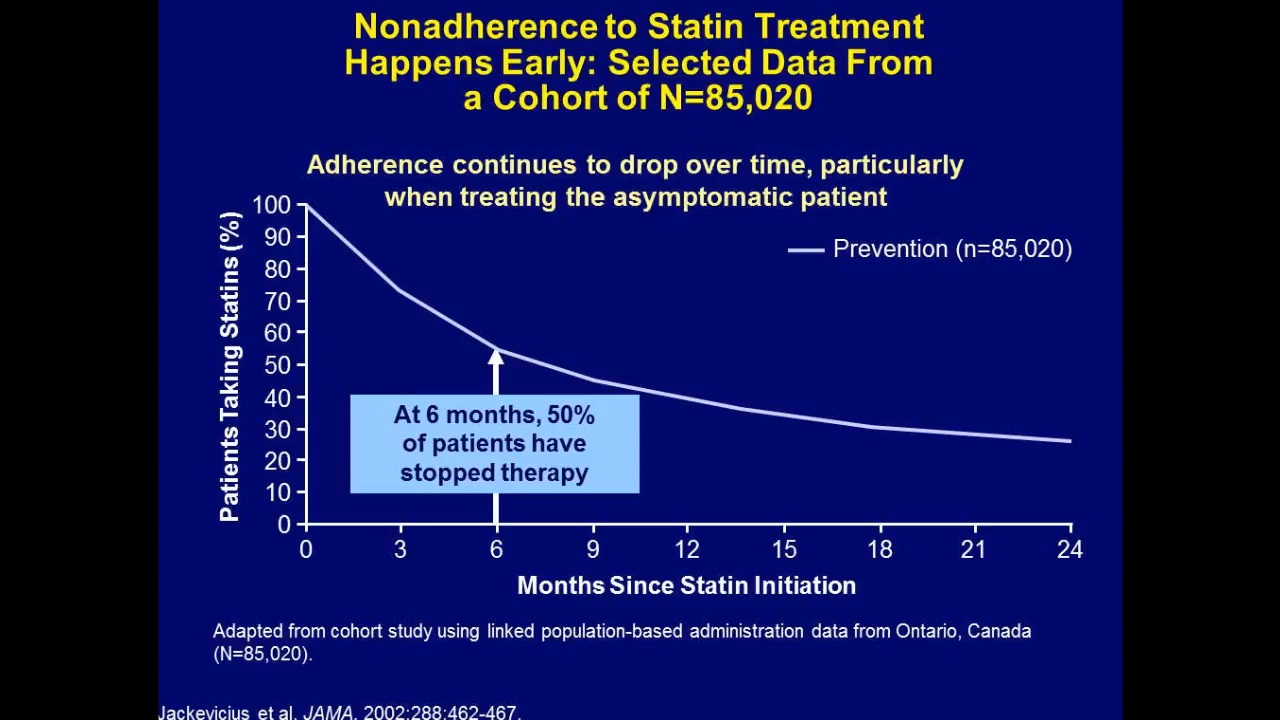 Nonadherence to Statin Treatment
Happens Early: Selected Data From
a Cohort of N=85,020
Adherence continues to drop over time, particularly
when treating the asymptomatic patient
Patients Taking Statins (%)
100
90
80
70
60
50
40
30
20
10
0
Prevention (n=85,020)
At 6 months, 50%
of patients have
stopped therapy
0 3 6 9 12 15 18 21 24
Months Since Statin Initiation
Adapted from cohort study using linked population-based administration data from Ontario, Canada
(N=85,020).
Jackevicius et al. JAMA. 2002;288:462-467.